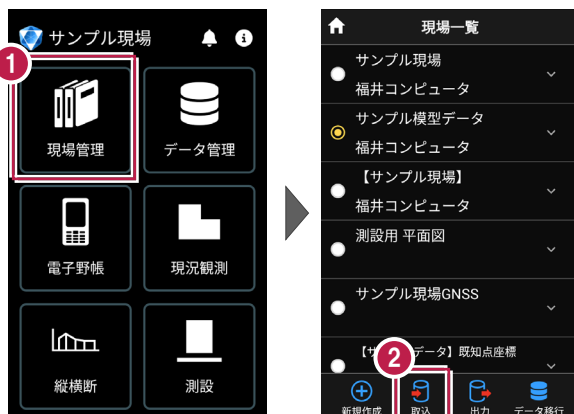 サンプル現場
1
現場管理
データ管理
電子野帳
現況観測
縦横断
測設
現場一覧
サンプル現場
福井コンピュータ
サンプル模型データ
福井コンピュータ
【サンプル現場】
福井コンピュータ
測設用 平面図
サンプル現場GNSS
データ】既知点座標
2
新規作成
取込
出力
データ移行